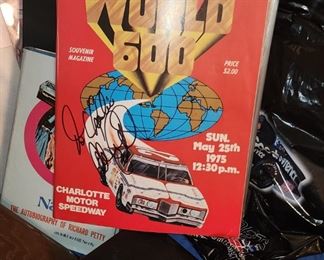 WORLD
600
SOUVENIR
MAGAZINE
PRICE
$2.00
SUN.
May 25th
1975
12:30 p.m.
CHARLOTTE
MOTOR
SPEEDWAY
THE AUTOBIOGRAPHY OF RICHARD PETTY